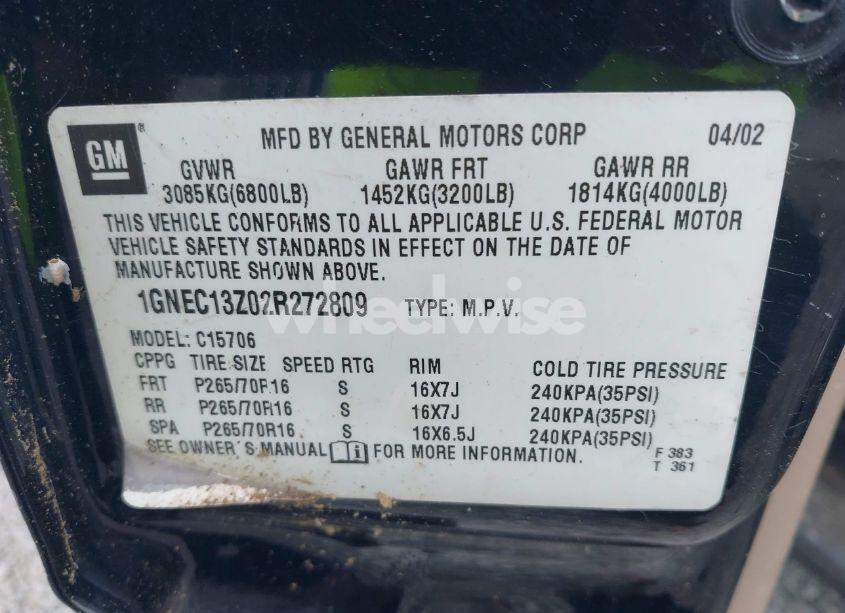 GM
MFD BY GENERAL MOTORS CORP 04/02
GVWR GAWR FRT GAWR RR
3085KG(6800LB) 1452KG(3200LB) 1814KG(4000LB)
THIS VEHICLE CONFORMS TO ALL APPLICABLE U.S. FEDERAL MOTOR
VEHICLE SAFETY STANDARDS IN EFFECT ON THE DATE OF
MANUFACTURE SHOWN ABOVE.
1GNEC13Z02R272809 TYPE: M.P.V.
wheelwise
MODEL: C15706
CPPG TIRE SIZE SPEED RTG RIM COLD TIRE PRESSURE
FRT P265/70R16 S 16X7J 240KPA(35PSI)
RR P265/70R16 S 16X7J 240KPA(35PSI)
SPA P265/70R16 S 16X6.5J 240KPA(35PSI)
SEE OWNER'S MANUAL FOR MORE INFORMATION.
F 383
T 361